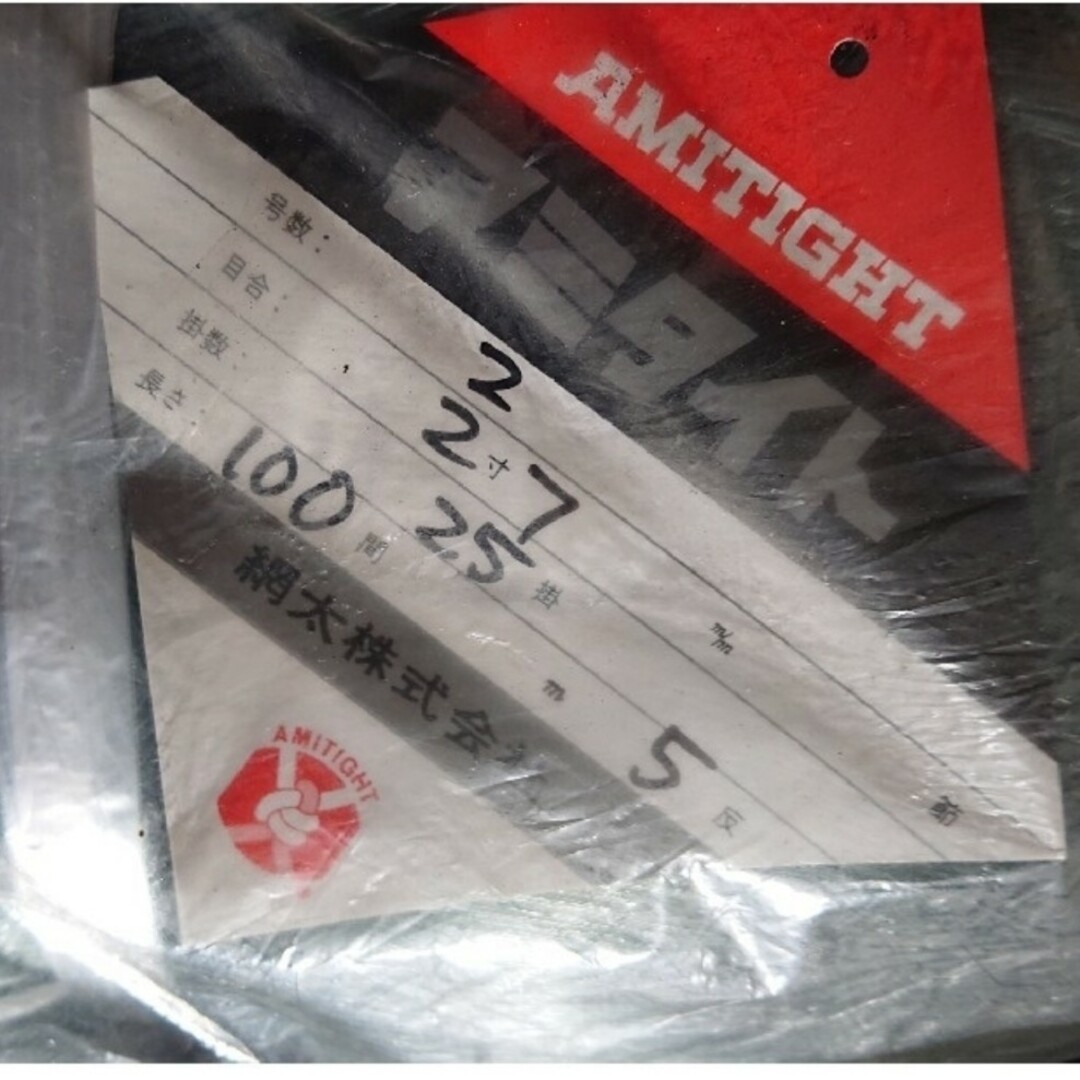 AMITIGHT
アミタイト
号数： 2
目合： 2寸7 m/m 節
掛数： 25掛
長さ： 100間 m 5反
網太株式会社
AMITIGHT